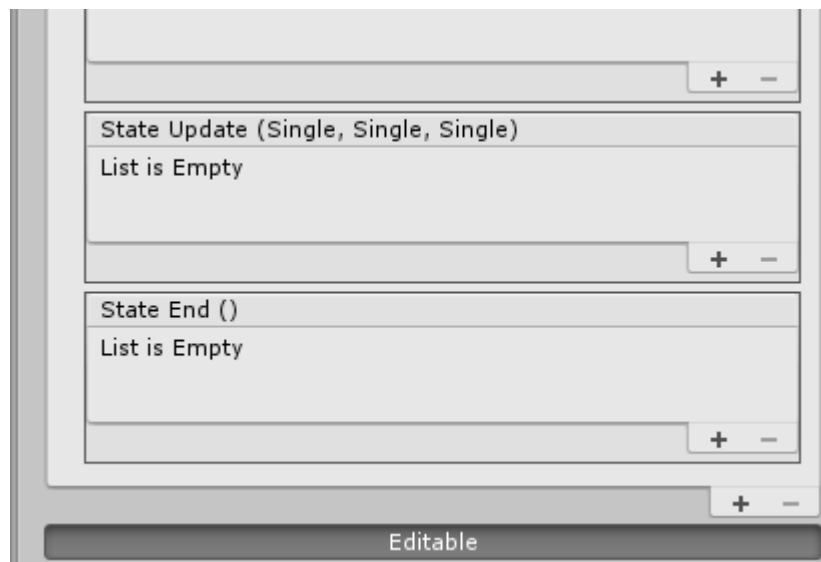 State Update (Single, Single, Single)
List is Empty
State End ()
List is Empty
Editable